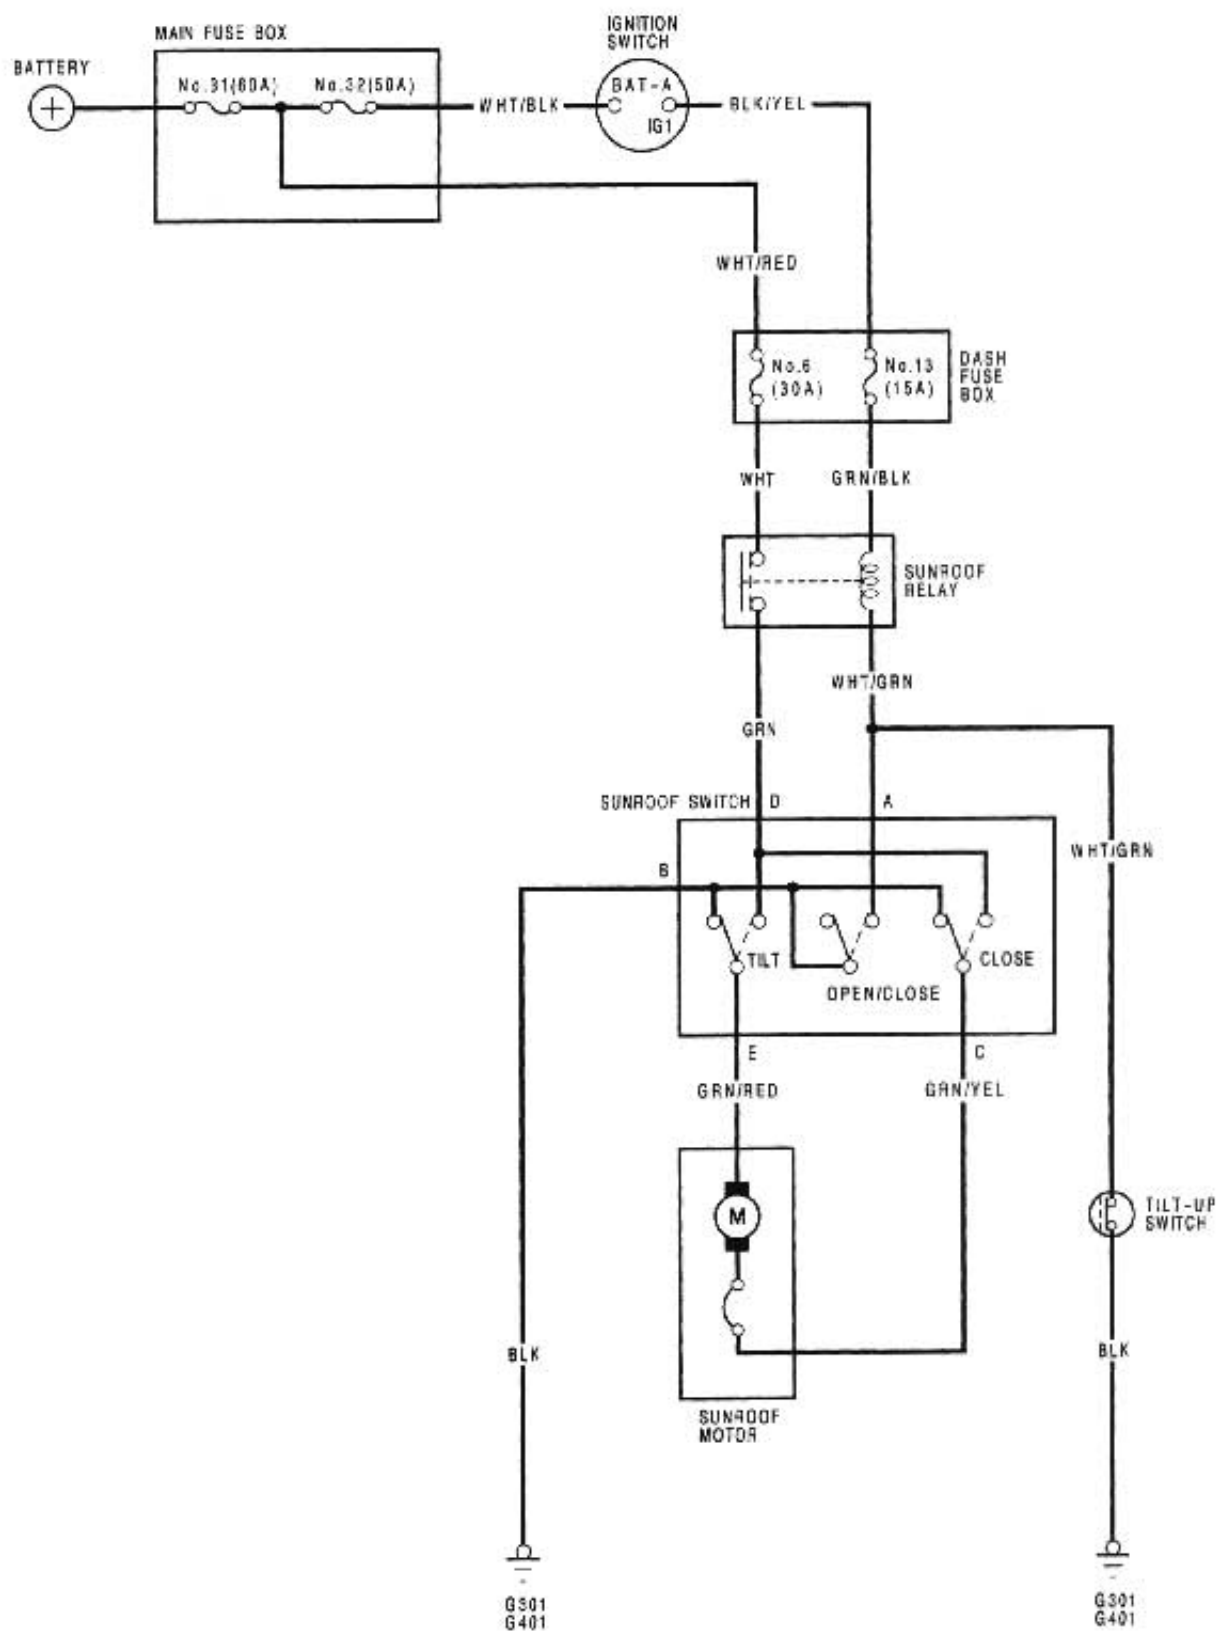 MAIN FUSE BOX
IGNITION
SWITCH
BATTERY
No.31(60A)
No.32(50A)
WHT/BLK
BAT-A
IG1
BLK/YEL
WHT/RED
No.6
(30A)
No.13
(15A)
DASH
FUSE
BOX
WHT
GRN/BLK
SUNROOF
RELAY
WHT/GRN
GRN
SUNROOF SWITCH
D
A
B
WHT/GRN
TILT
OPEN/CLOSE
CLOSE
E
C
GRN/RED
GRN/YEL
M
TILT-UP
SWITCH
BLK
BLK
SUNROOF
MOTOR
G301
G401
G301
G401